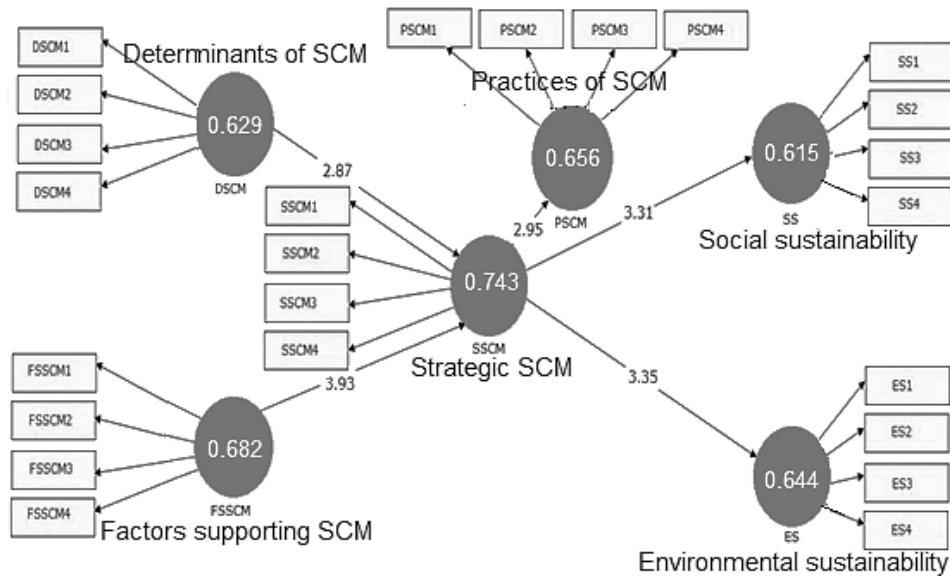 DSCM1
DSCM2
DSCM3
DSCM4
Determinants of SCM
0.629
DSCM
PSCM1
PSCM2
PSCM3
PSCM4
Practices of SCM
0.656
PSCM
SS1
SS2
SS3
SS4
0.615
SS
Social sustainability
2.87
2.95
3.31
SSCM1
SSCM2
SSCM3
SSCM4
0.743
SSCM
Strategic SCM
3.93
3.35
FSSCM1
FSSCM2
FSSCM3
FSSCM4
0.682
FSSCM
Factors supporting SCM
ES1
ES2
ES3
ES4
0.644
ES
Environmental sustainability